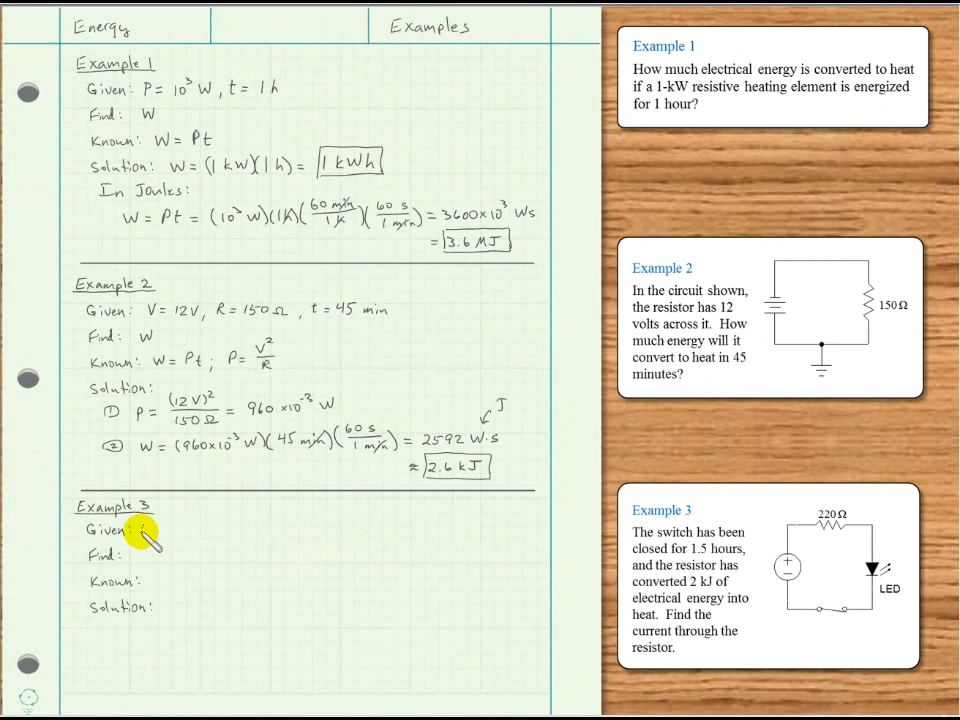 Energy
Examples
Example 1
Given: P = 10³ W, t = 1 h
Find: W
Known: W = Pt
Solution: W = (1 kW)(1 h) = 1 kWh
In Joules:
W = Pt = (10³ W)(1h)(60 min/1 h)(60 s/1 min) = 3600×10³ Ws
= 3.6 MJ
Example 2
Given: V = 12V, R = 150 Ω, t = 45 min
Find: W
Known: W = Pt; P = V²/R
Solution:
① P = (12 V)²/150 Ω = 960 ×10⁻³ W
J
② W = (960×10⁻³ W)(45 min)(60 s/1 min) = 2592 W·s
≈ 2.6 kJ
Example 3
Given:
Find:
Known:
Solution:
Example 1
How much electrical energy is converted to heat
if a 1-kW resistive heating element is energized
for 1 hour?
Example 2
In the circuit shown,
the resistor has 12
volts across it. How
much energy will it
convert to heat in 45
minutes?
150 Ω
Example 3
The switch has been
closed for 1.5 hours,
and the resistor has
converted 2 kJ of
electrical energy into
heat. Find the
current through the
resistor.
220 Ω
+
−
LED